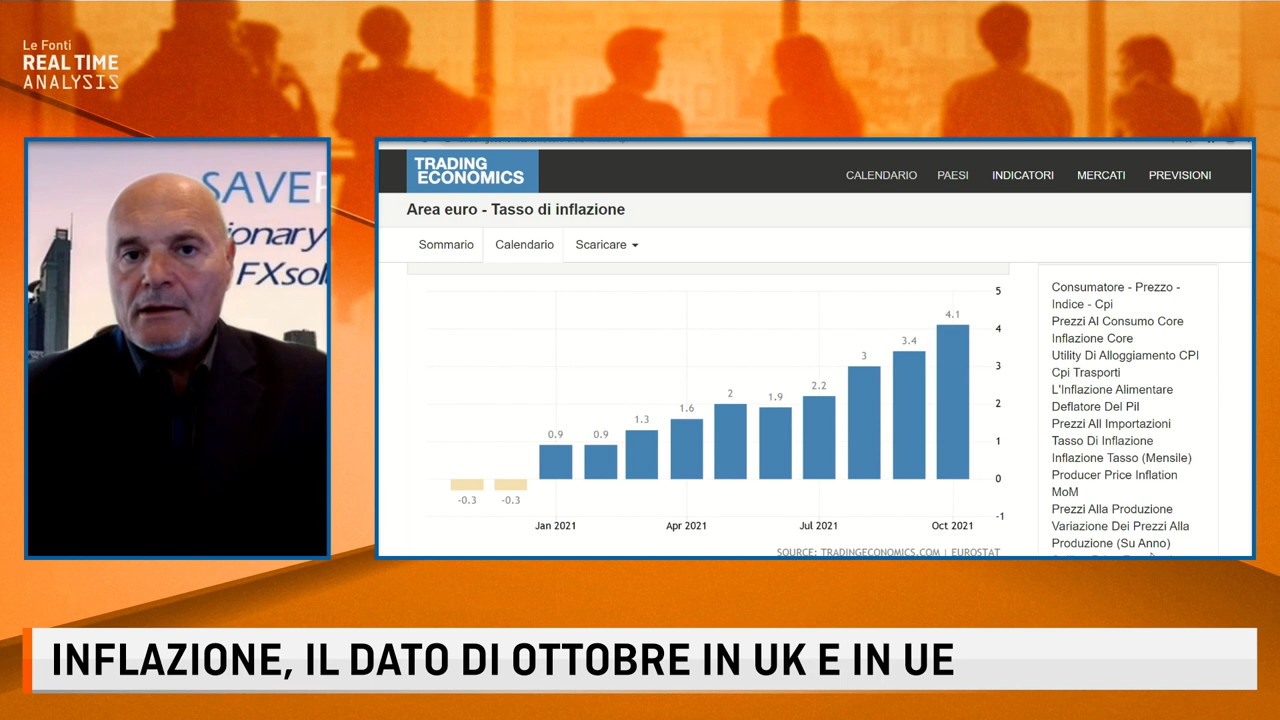 Le Fonti
REAL TIME
ANALYSIS
SAVE
ionary
FXsol
TRADING
ECONOMICS
CALENDARIO PAESI INDICATORI MERCATI PREVISIONI
Area euro - Tasso di inflazione
Sommario Calendario Scaricare
5
4
3
2
1
0
-1
-0.3 -0.3 0.9 0.9 1.3 1.6 2 1.9 2.2 3 3.4 4.1
Jan 2021 Apr 2021 Jul 2021 Oct 2021
SOURCE: TRADINGECONOMICS.COM | EUROSTAT
Consumatore - Prezzo -
Indice - Cpi
Prezzi Al Consumo Core
Inflazione Core
Utility Di Alloggiamento CPI
Cpi Trasporti
L'Inflazione Alimentare
Deflatore Del Pil
Prezzi All Importazioni
Tasso Di Inflazione
Inflazione Tasso (Mensile)
Producer Price Inflation
MoM
Prezzi Alla Produzione
Variazione Dei Prezzi Alla
Produzione (Su Anno)
INFLAZIONE, IL DATO DI OTTOBRE IN UK E IN UE